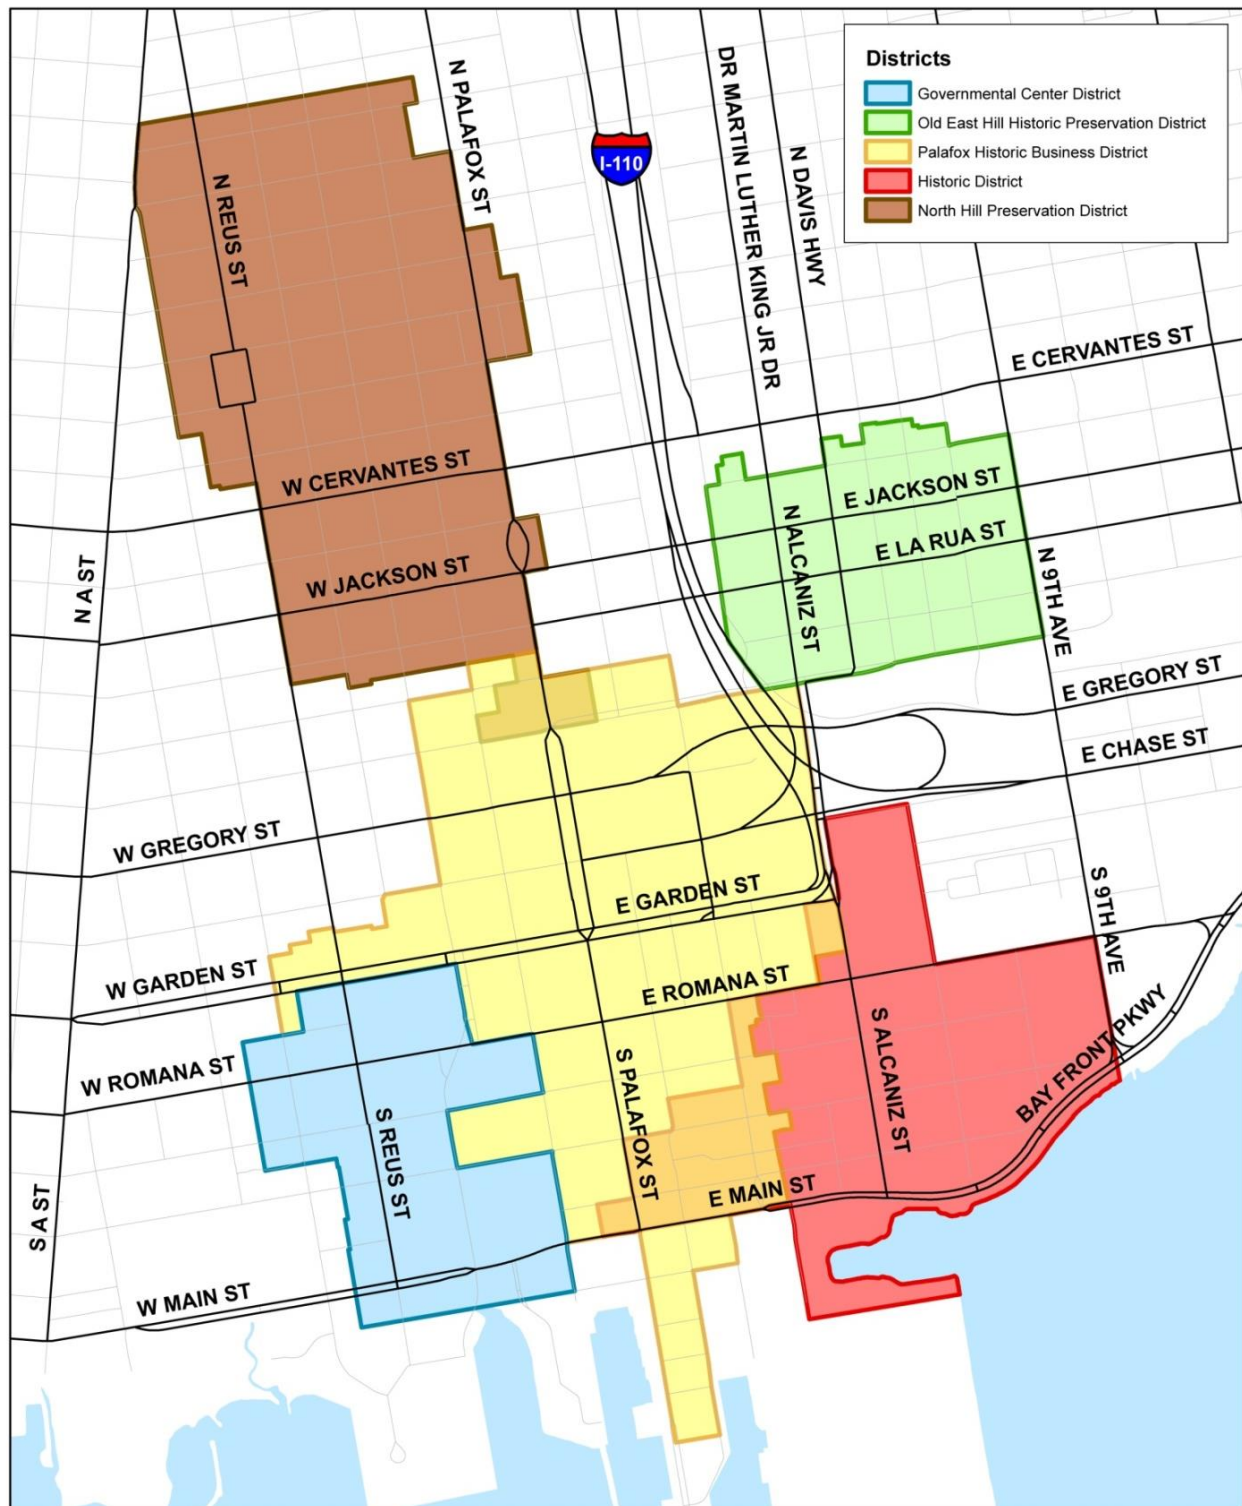 Districts
Governmental Center District
Old East Hill Historic Preservation District
Palafox Historic Business District
Historic District
North Hill Preservation District
N PALAFOX ST
I-110
DR MARTIN LUTHER KING JR DR
N DAVIS HWY
N REUS ST
E CERVANTES ST
W CERVANTES ST
E JACKSON ST
N ALCANIZ ST
E LA RUA ST
N A ST
W JACKSON ST
N 9TH AVE
E GREGORY ST
E CHASE ST
W GREGORY ST
E GARDEN ST
S 9TH AVE
W GARDEN ST
E ROMANA ST
W ROMANA ST
S PALAFOX ST
S ALCANIZ ST
BAY FRONT PKWY
S REUS ST
S A ST
E MAIN ST
W MAIN ST